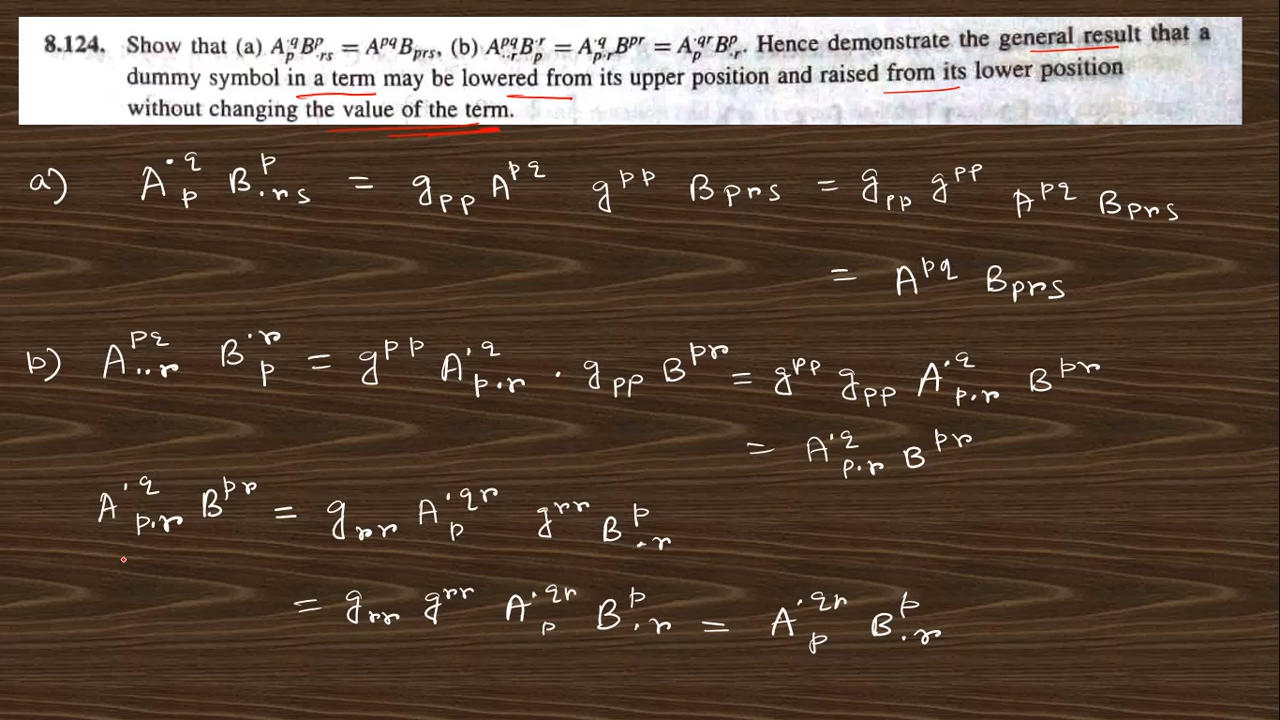 8.124. Show that (a) A_p^{·q}B^p_{·rs} = A^{pq}B_{prs}, (b) A^{pq}_{··r}B_p^{·r} = A_{p·r}^{·q}B^{pr} = A_p^{·qr}B^p_{·r}. Hence demonstrate the general result that a
dummy symbol in a term may be lowered from its upper position and raised from its lower position
without changing the value of the term.
a) A_p^{·q} B^p_{·rs} = g_{pp} A^{pq} g^{pp} B_{prs} = g_{pp} g^{pp} A^{pq} B_{prs}
= A^{pq} B_{prs}
b) A^{pq}_{··r} B_p^{·r} = g^{pp} A_{p·r}^{·q} · g_{pp} B^{pr} = g^{pp} g_{pp} A_{p·r}^{·q} B^{pr}
= A_{p·r}^{·q} B^{pr}
A_{p·r}^{·q} B^{pr} = g_{rr} A_p^{·qr} g^{rr} B^p_{·r}
= g_{rr} g^{rr} A_p^{·qr} B^p_{·r} = A_p^{·qr} B^p_{·r}